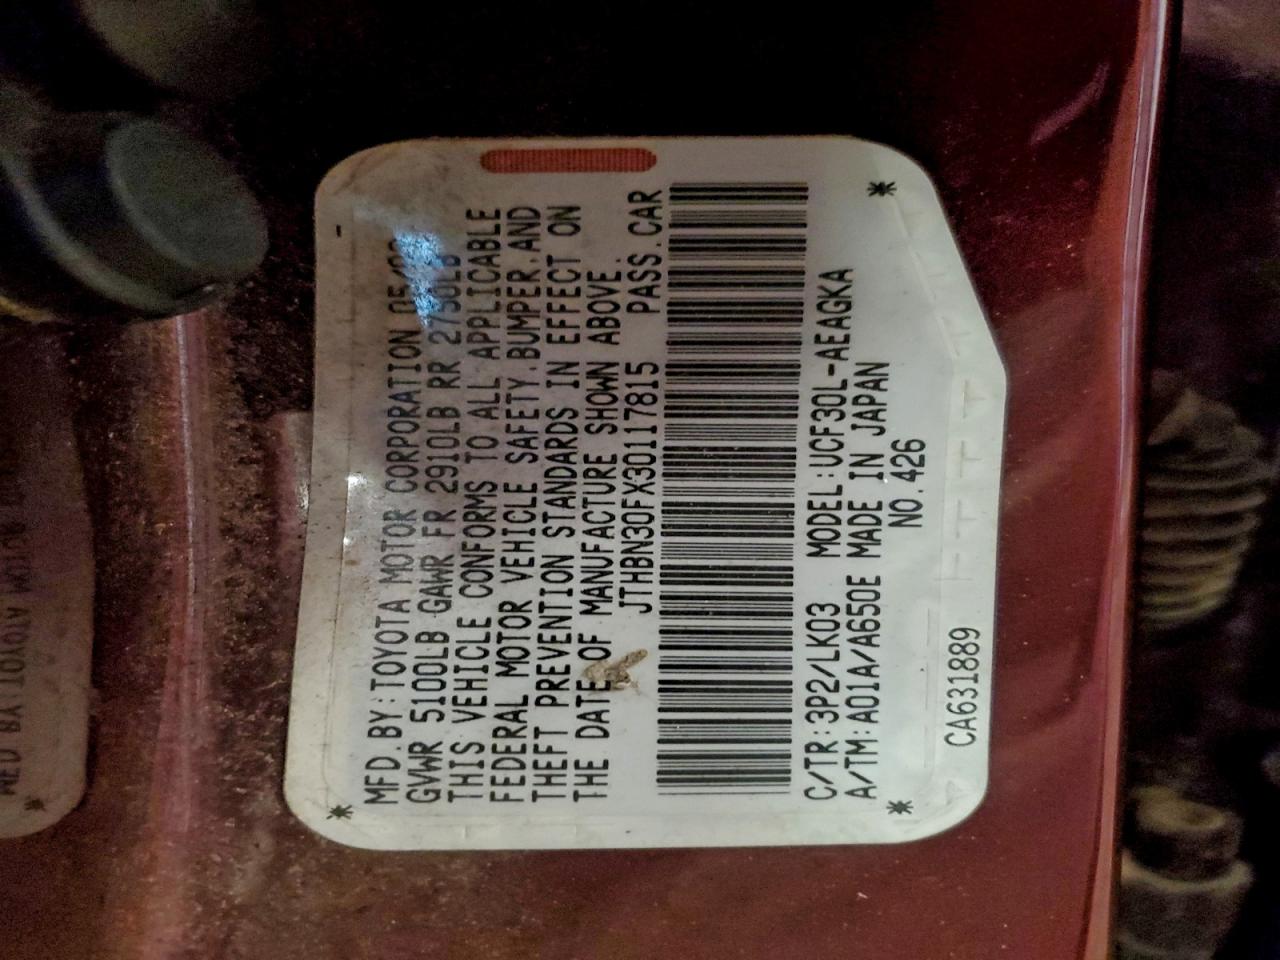 MFD.BY:TOYOTA MOTOR CORPORATION
GVWR 5100LB GAWR FR 2910LB RR 2730LB
THIS VEHICLE CONFORMS TO ALL APPLICABLE
FEDERAL MOTOR VEHICLE SAFETY.BUMPER.AND
THEFT PREVENTION STANDARDS IN EFFECT ON
THE DATE OF MANUFACTURE SHOWN ABOVE.
JTHBN30FX30117815 PASS.CAR
C/TR:3P2/LK03 MODEL:UCF30L-AEAGKA
A/TM:A01A/A650E MADE IN JAPAN
NO.426
CA631889